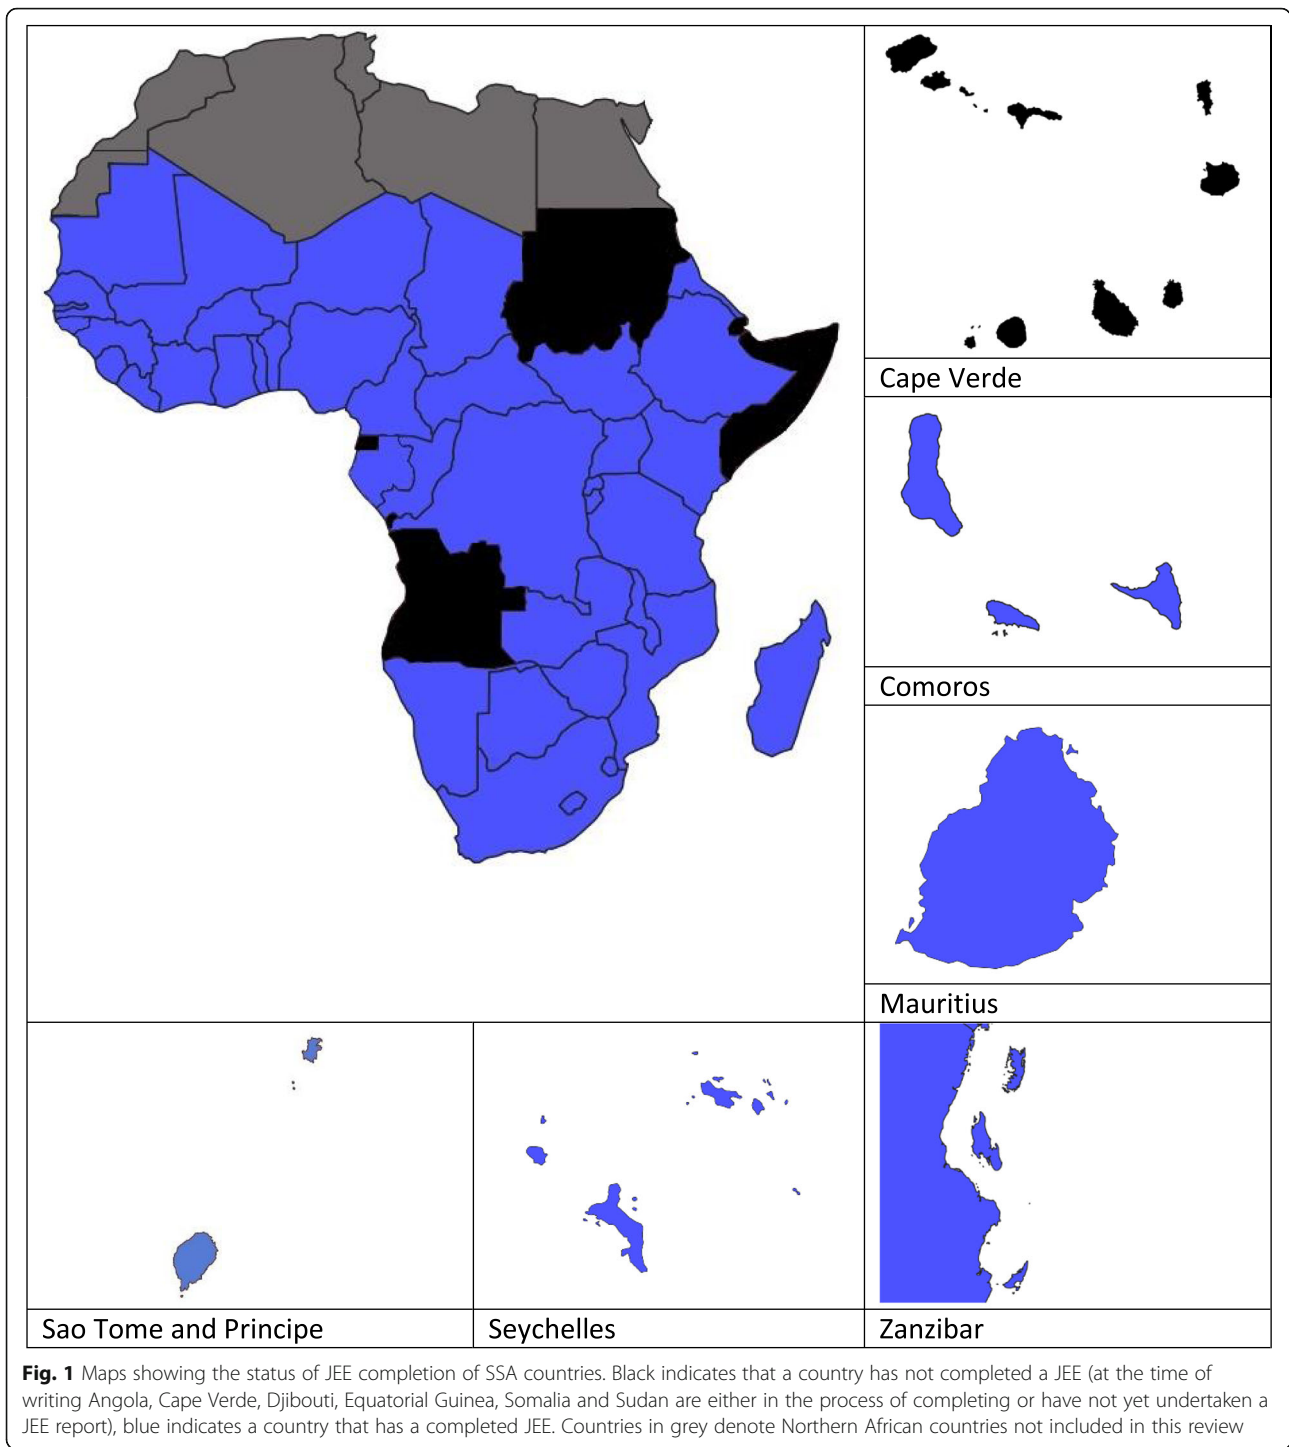 Cape Verde
Comoros
Mauritius
Sao Tome and Principe
Seychelles
Zanzibar
Fig. 1 Maps showing the status of JEE completion of SSA countries. Black indicates that a country has not completed a JEE (at the time of
writing Angola, Cape Verde, Djibouti, Equatorial Guinea, Somalia and Sudan are either in the process of completing or have not yet undertaken a
JEE report), blue indicates a country that has a completed JEE. Countries in grey denote Northern African countries not included in this review